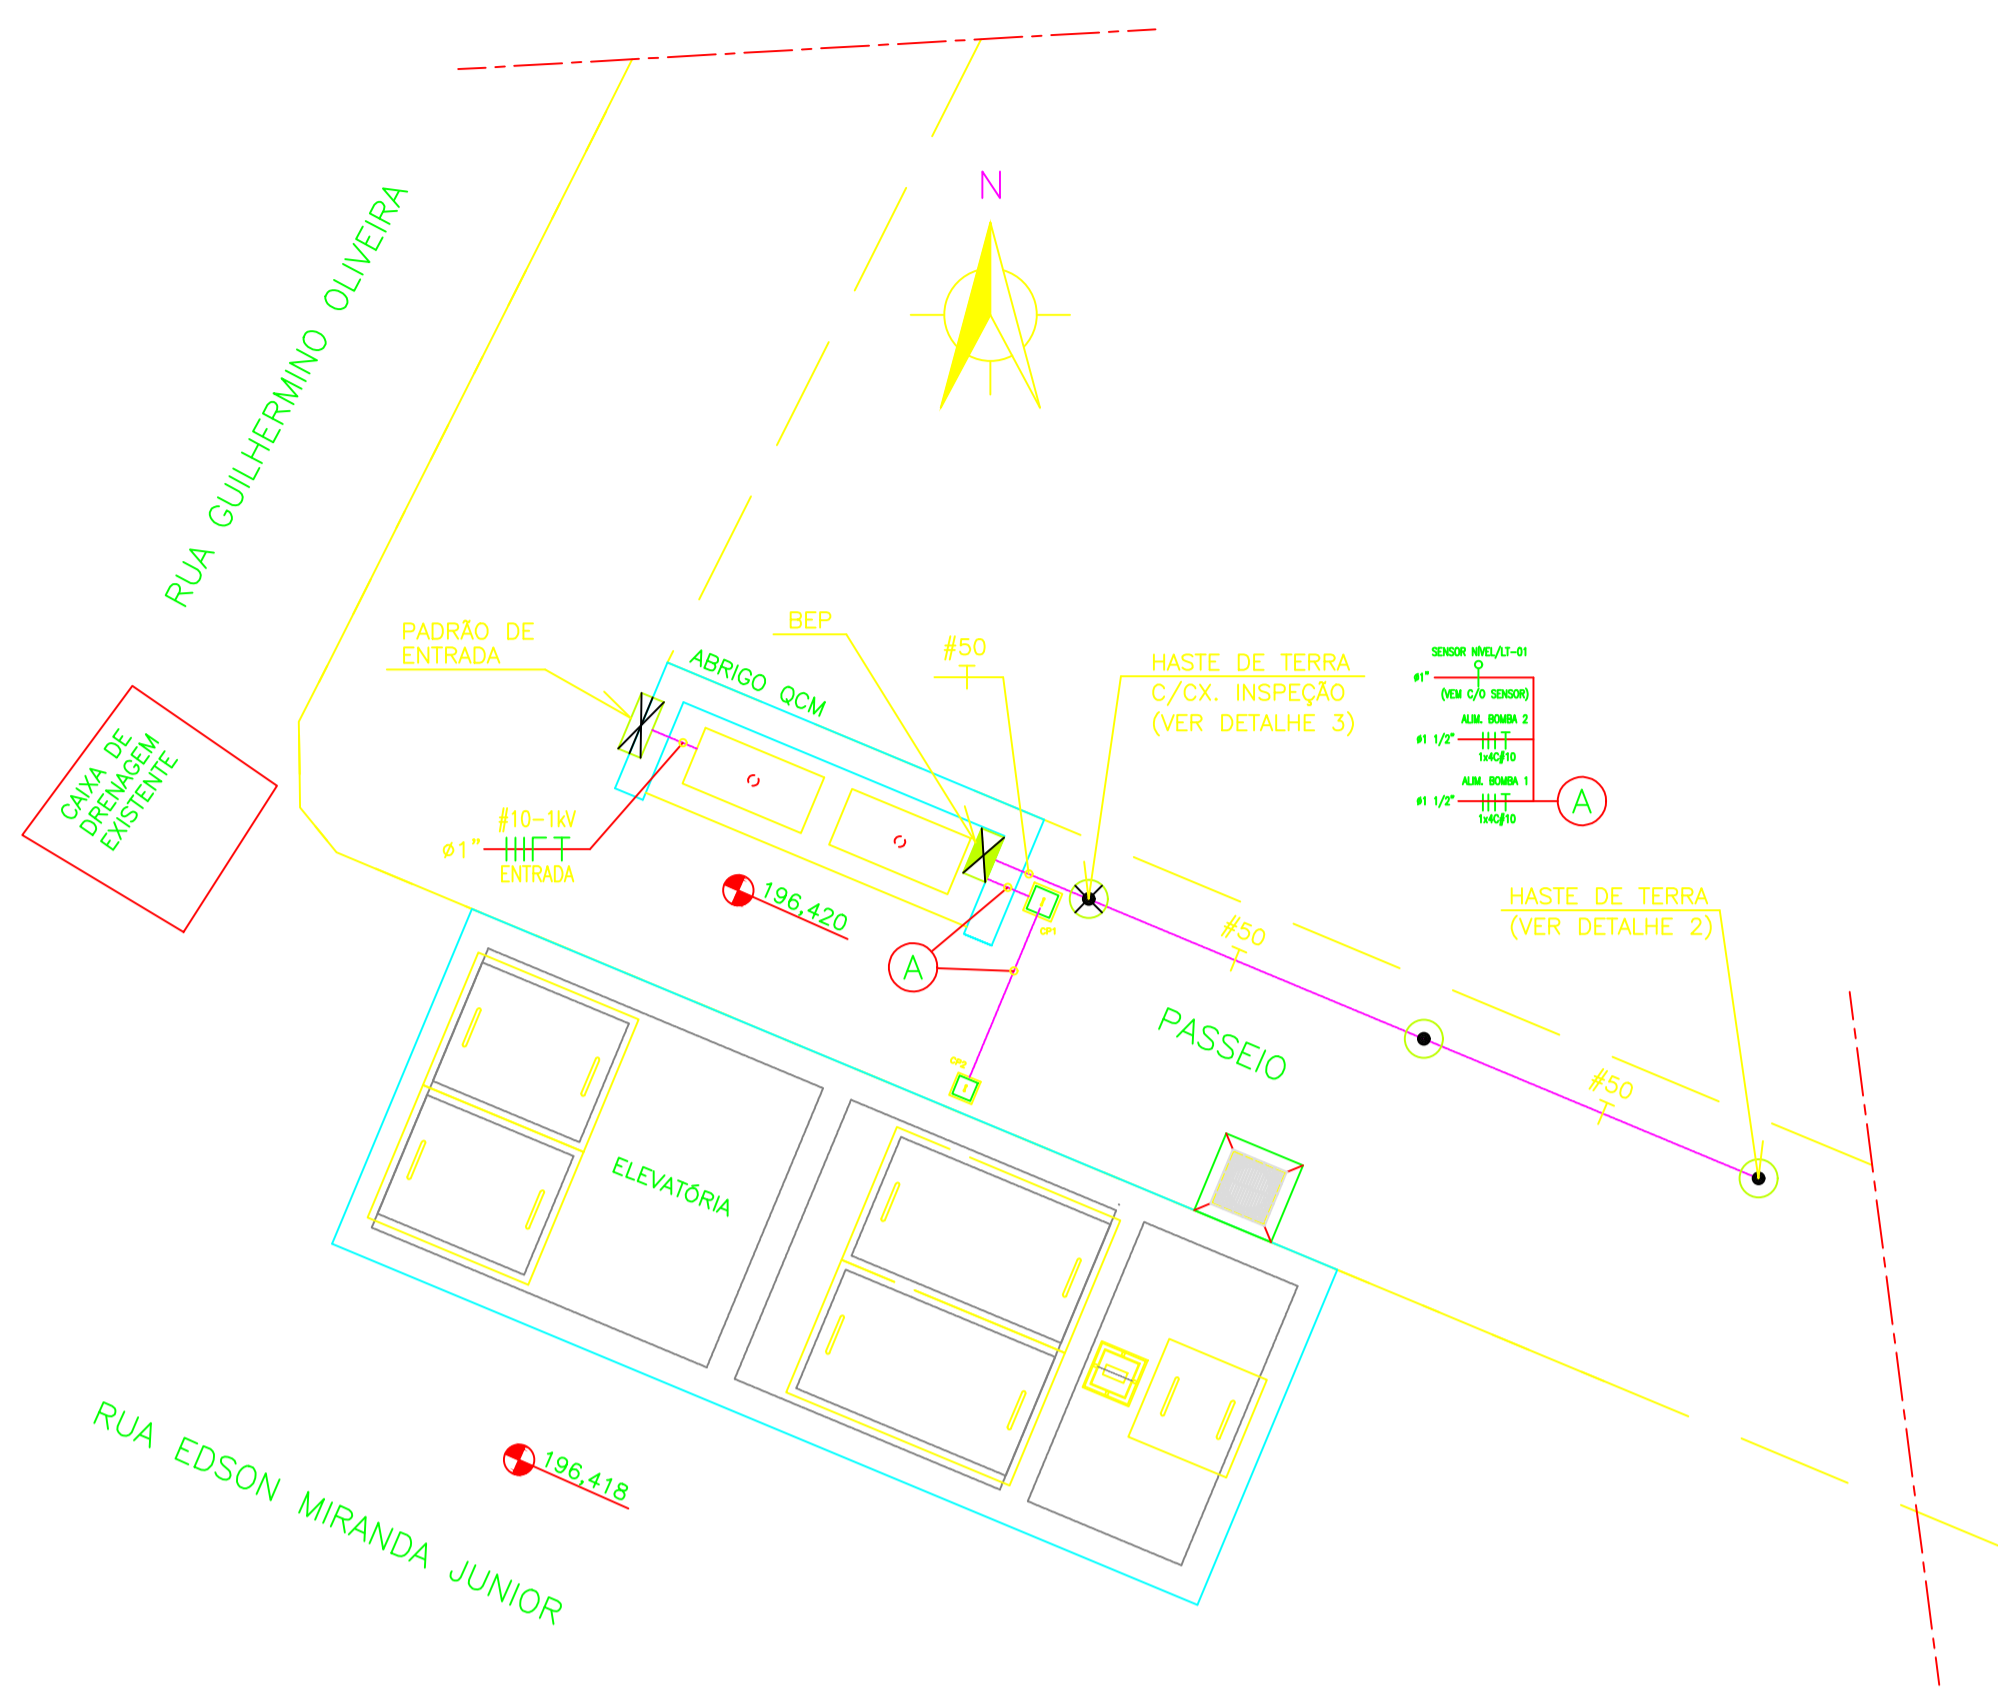 N
RUA GUILHERMINO OLIVEIRA
PADRÃO DE
ENTRADA
BEP
#50
ABRIGO QCM
HASTE DE TERRA
C/CX. INSPEÇÃO
(VER DETALHE 3)
SENSOR NÍVEL/LT-01
ø1"
(VEM C/O SENSOR)
ALIM. BOMBA 2
ø1 1/2"
1x4C#10
ALIM. BOMBA 1
ø1 1/2"
1x4C#10
A
CAIXA DE
DRENAGEM
EXISTENTE
#10-1kV
ø1"
ENTRADA
196,420
CP1
A
#50
HASTE DE TERRA
(VER DETALHE 2)
PASSEIO
CP2
#50
ELEVATÓRIA
RUA EDSON MIRANDA JUNIOR
196,418